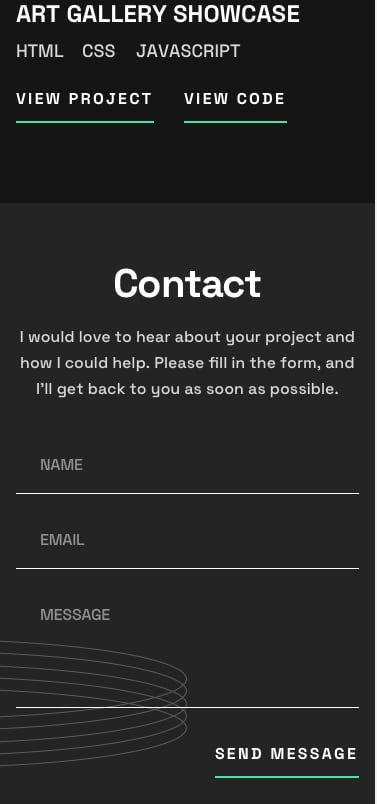 ART GALLERY SHOWCASE
HTML CSS JAVASCRIPT
VIEW PROJECT VIEW CODE
Contact
I would love to hear about your project and
how I could help. Please fill in the form, and
I'll get back to you as soon as possible.
NAME
EMAIL
MESSAGE
SEND MESSAGE